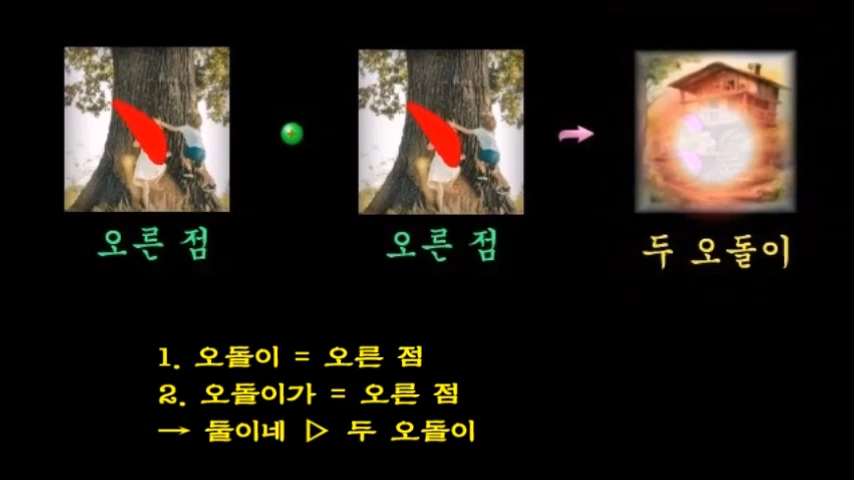 오른 점
오른 점
두 오돌이
1. 오돌이 = 오른 점
2. 오돌이가 = 오른 점
→ 둘이네 ▷ 두 오돌이